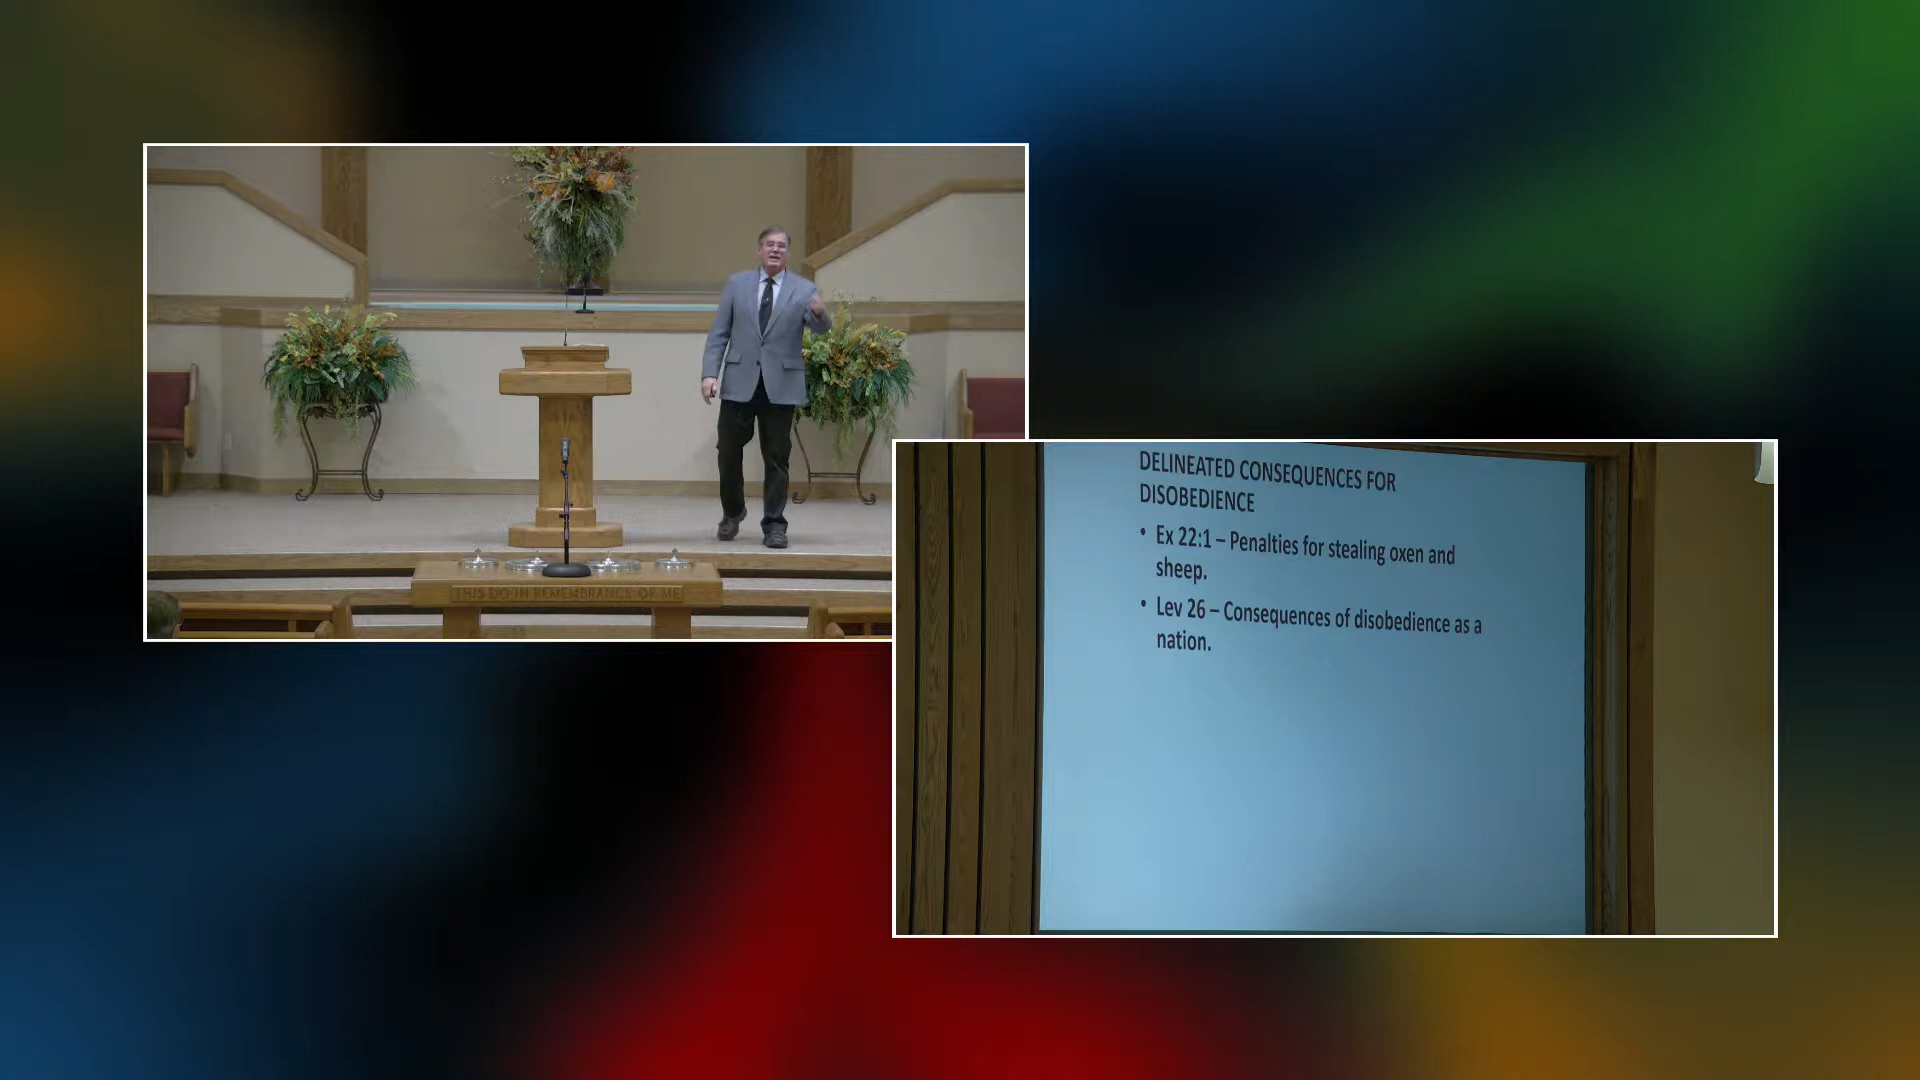 THIS DO IN REMEMBRANCE OF ME
DELINEATED CONSEQUENCES FOR
DISOBEDIENCE
• Ex 22:1 – Penalties for stealing oxen and
sheep.
• Lev 26 – Consequences of disobedience as a
nation.